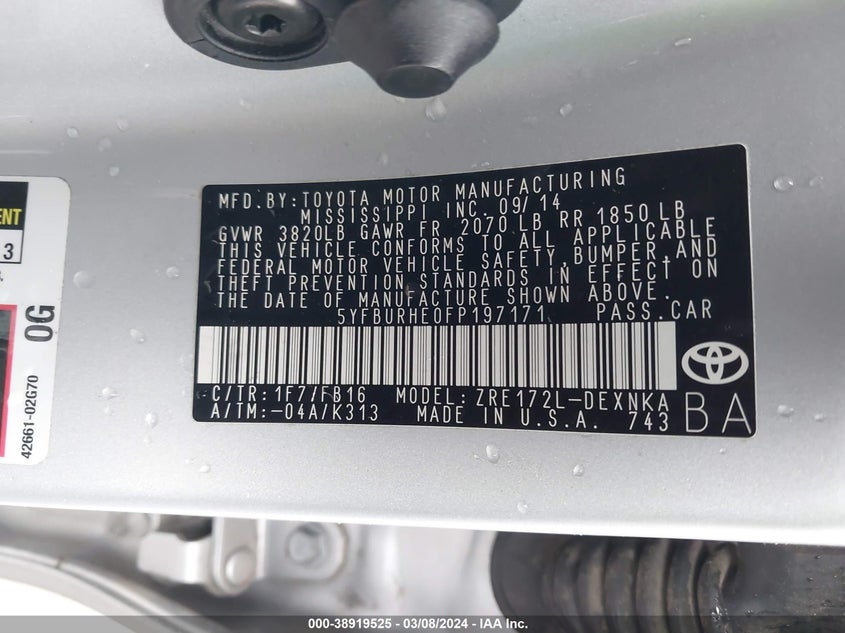 MFD.BY:TOYOTA MOTOR MANUFACTURING
MISSISSIPPI INC. 09/14
GVWR 3820LB GAWR FR 2070 LB RR 1850LB
THIS VEHICLE CONFORMS TO ALL APPLICABLE
FEDERAL MOTOR VEHICLE SAFETY,BUMPER,AND
THEFT PREVENTION STANDARDS IN EFFECT ON
THE DATE OF MANUFACTURE SHOWN ABOVE.
5YFBURHE0FP197171 PASS.CAR
C/TR: 1F7/FB16 MODEL: ZRE172L-DEXNKA
A/TM:-04A/K313 MADE IN U.S.A. 743
BA
3
0G
42661-02G70
000-38919525 - 03/08/2024 - IAA Inc.